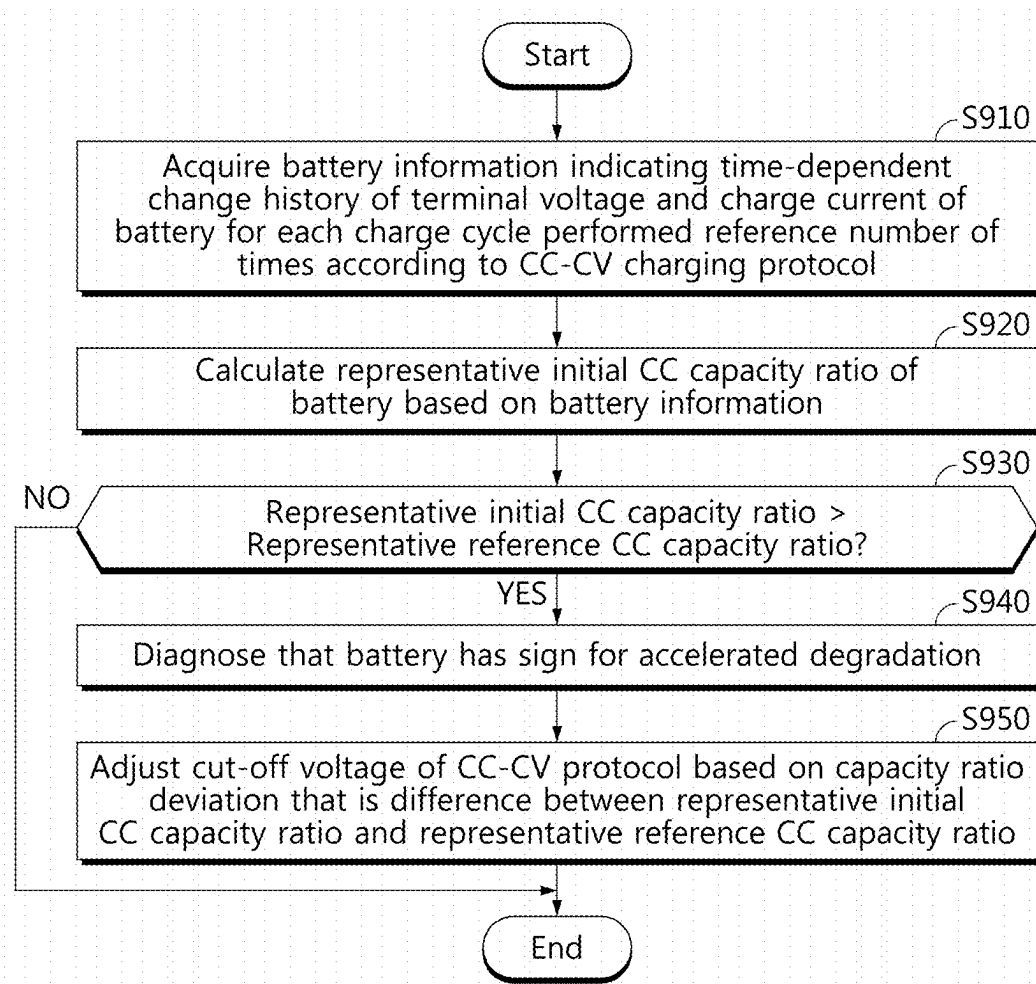 Start
S910
Acquire battery information indicating time-dependent
change history of terminal voltage and charge current of
battery for each charge cycle performed reference number of
times according to CC-CV charging protocol
S920
Calculate representative initial CC capacity ratio of
battery based on battery information
S930
NO
Representative initial CC capacity ratio >
Representative reference CC capacity ratio?
YES
S940
Diagnose that battery has sign for accelerated degradation
S950
Adjust cut-off voltage of CC-CV protocol based on capacity ratio
deviation that is difference between representative initial
CC capacity ratio and representative reference CC capacity ratio
End